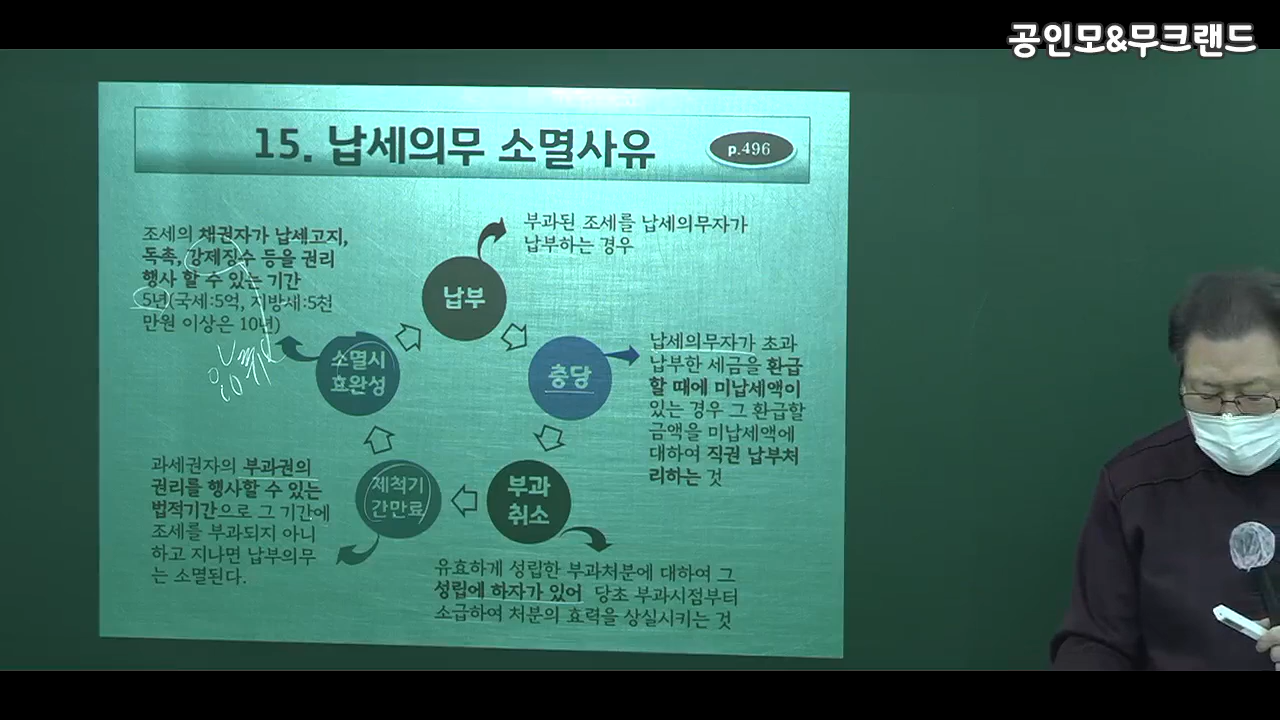 공인모&무크랜드
15. 납세의무 소멸사유
p.496
조세의 채권자가 납세고지,
독촉, 강제징수 등을 권리
행사 할 수 있는 기간
5년(국세:5억, 지방세:5천
만원 이상은 10년)
부과된 조세를 납세의무자가
납부하는 경우
납부
소멸시
효완성
충당
납세의무자가 초과
납부한 세금을 환급
할 때에 미납세액이
있는 경우 그 환급할
금액을 미납세액에
대하여 직권 납부처
리하는 것
과세권자의 부과권의
권리를 행사할 수 있는
법적기간으로 그 기간에
조세를 부과되지 아니
하고 지나면 납부의무
는 소멸된다.
제척기
간만료
부과
취소
유효하게 성립한 부과처분에 대하여 그
성립에 하자가 있어 당초 부과시점부터
소급하여 처분의 효력을 상실시키는 것